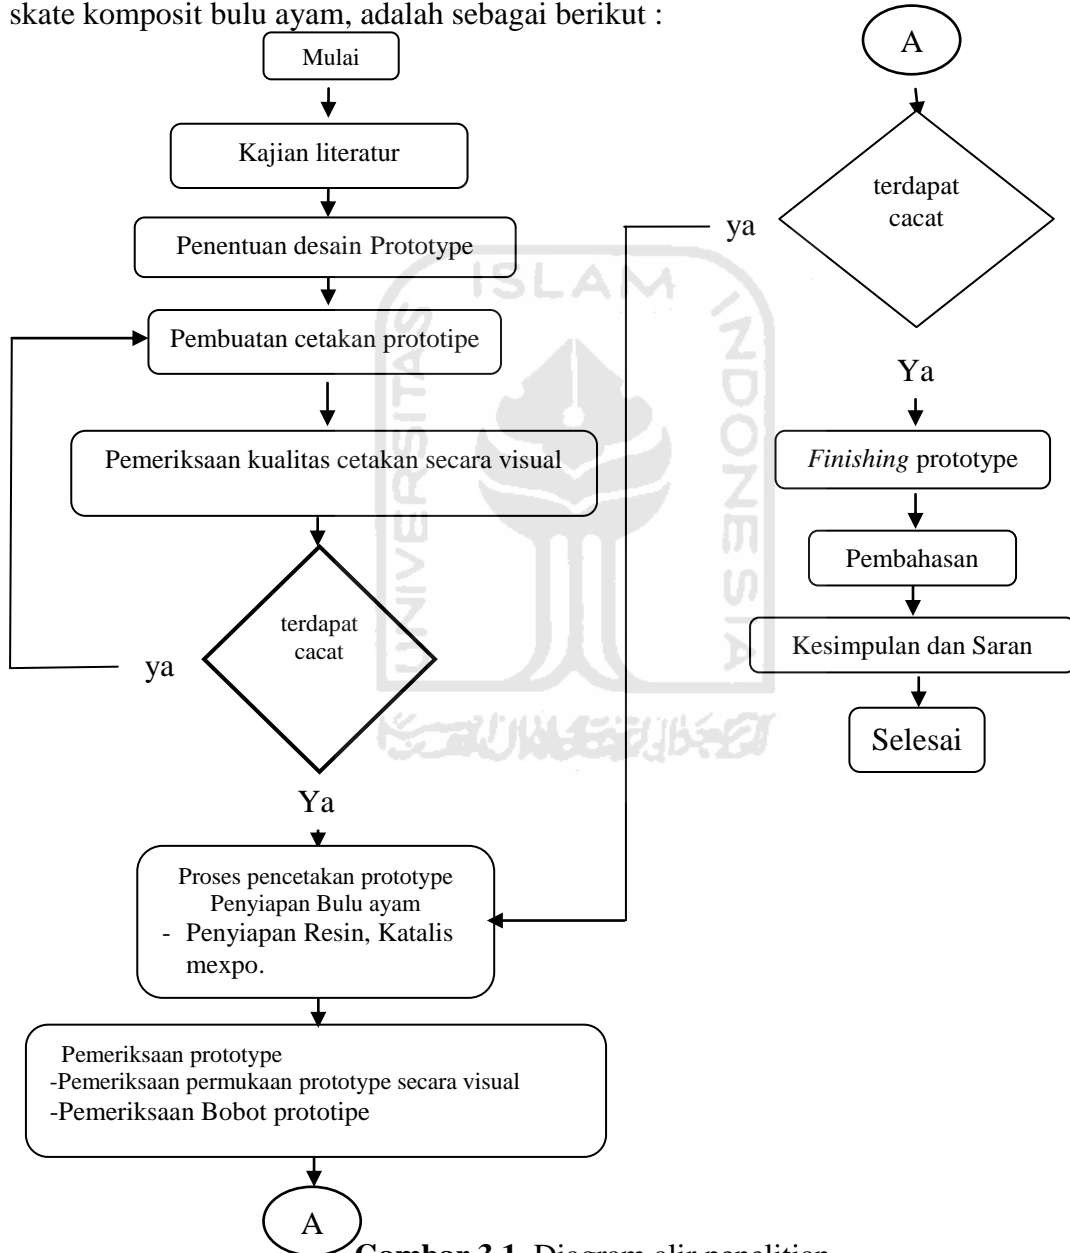 skate komposit bulu ayam, adalah sebagai berikut :
Mulai
Kajian literatur
Penentuan desain Prototype
Pembuatan cetakan prototipe
Pemeriksaan kualitas cetakan secara visual
terdapat
cacat
ya
Ya
Proses pencetakan prototype
Penyiapan Bulu ayam
- Penyiapan Resin, Katalis
mexpo.
Pemeriksaan prototype
-Pemeriksaan permukaan prototype secara visual
-Pemeriksaan Bobot prototipe
A
A
terdapat
cacat
ya
Ya
Finishing prototype
Pembahasan
Kesimpulan dan Saran
Selesai
Gambar 3.1 Diagram alir penelitian
UNIVERSITAS
ISLAM
INDONESIA